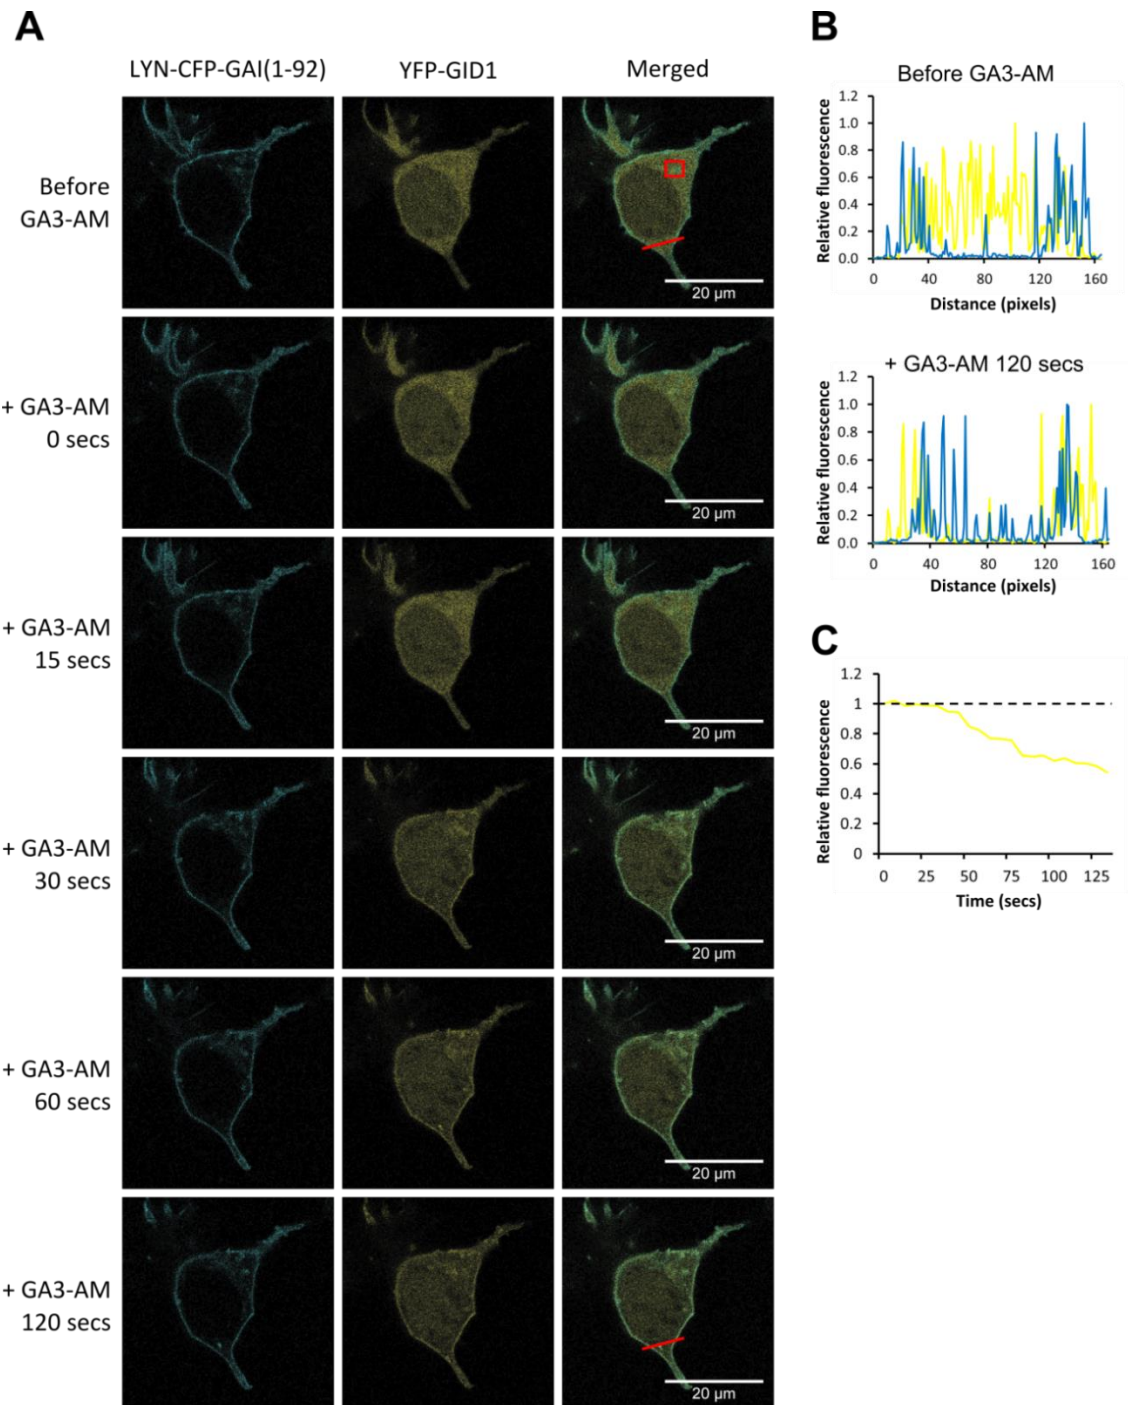 A
LYN-CFP-GAI(1-92)
YFP-GID1
Merged
Before
GA3-AM
20 µm
+ GA3-AM
0 secs
20 µm
+ GA3-AM
15 secs
20 µm
+ GA3-AM
30 secs
20 µm
+ GA3-AM
60 secs
20 µm
+ GA3-AM
120 secs
20 µm
B
Before GA3-AM
Relative fluorescence
1.2
1.0
0.8
0.6
0.4
0.2
0.0
0 40 80 120 160
Distance (pixels)
+ GA3-AM 120 secs
Relative fluorescence
1.2
1.0
0.8
0.6
0.4
0.2
0.0
0 40 80 120 160
Distance (pixels)
C
Relative fluorescence
1.2
1
0.8
0.6
0.4
0.2
0
0 25 50 75 100 125
Time (secs)